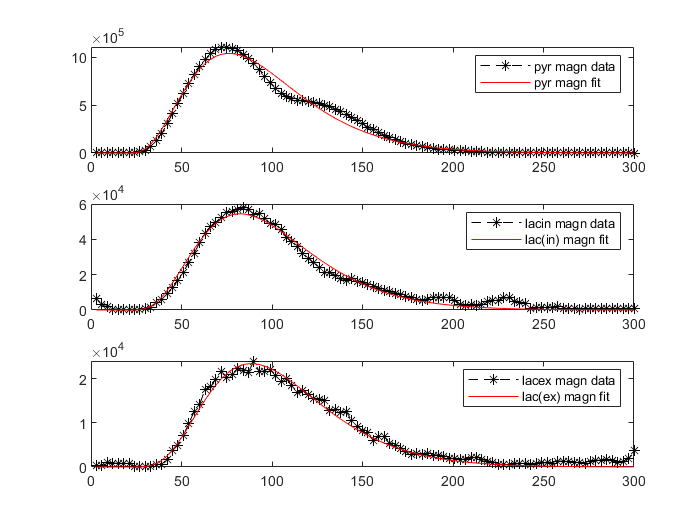 ×10^5
10
5
0
pyr magn data
pyr magn fit
0 50 100 150 200 250 300
×10^4
6
4
2
0
lacin magn data
lac(in) magn fit
0 50 100 150 200 250 300
×10^4
2
1
0
lacex magn data
lac(ex) magn fit
0 50 100 150 200 250 300